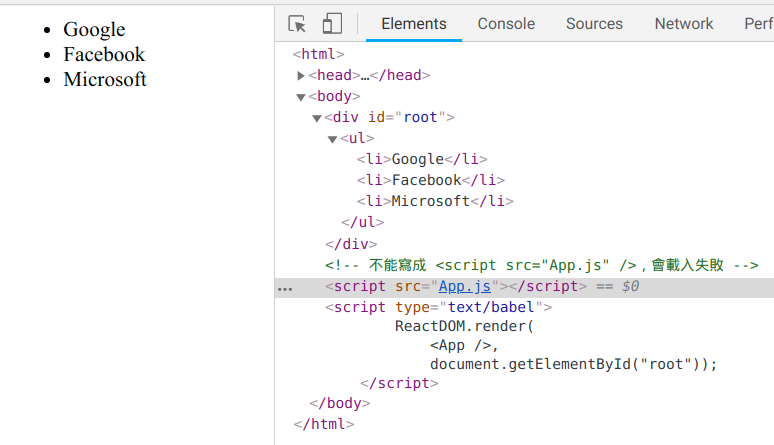 Google
Facebook
Microsoft
Elements Console Sources Network Perf
<html>
<head>…</head>
<body>
<div id="root">
<ul>
<li>Google</li>
<li>Facebook</li>
<li>Microsoft</li>
</ul>
</div>
<!-- 不能寫成 <script src="App.js" />，會載入失敗 -->
… <script src="App.js"></script> == $0
<script type="text/babel">
ReactDOM.render(
<App />,
document.getElementById("root"));
</script>
</body>
</html>